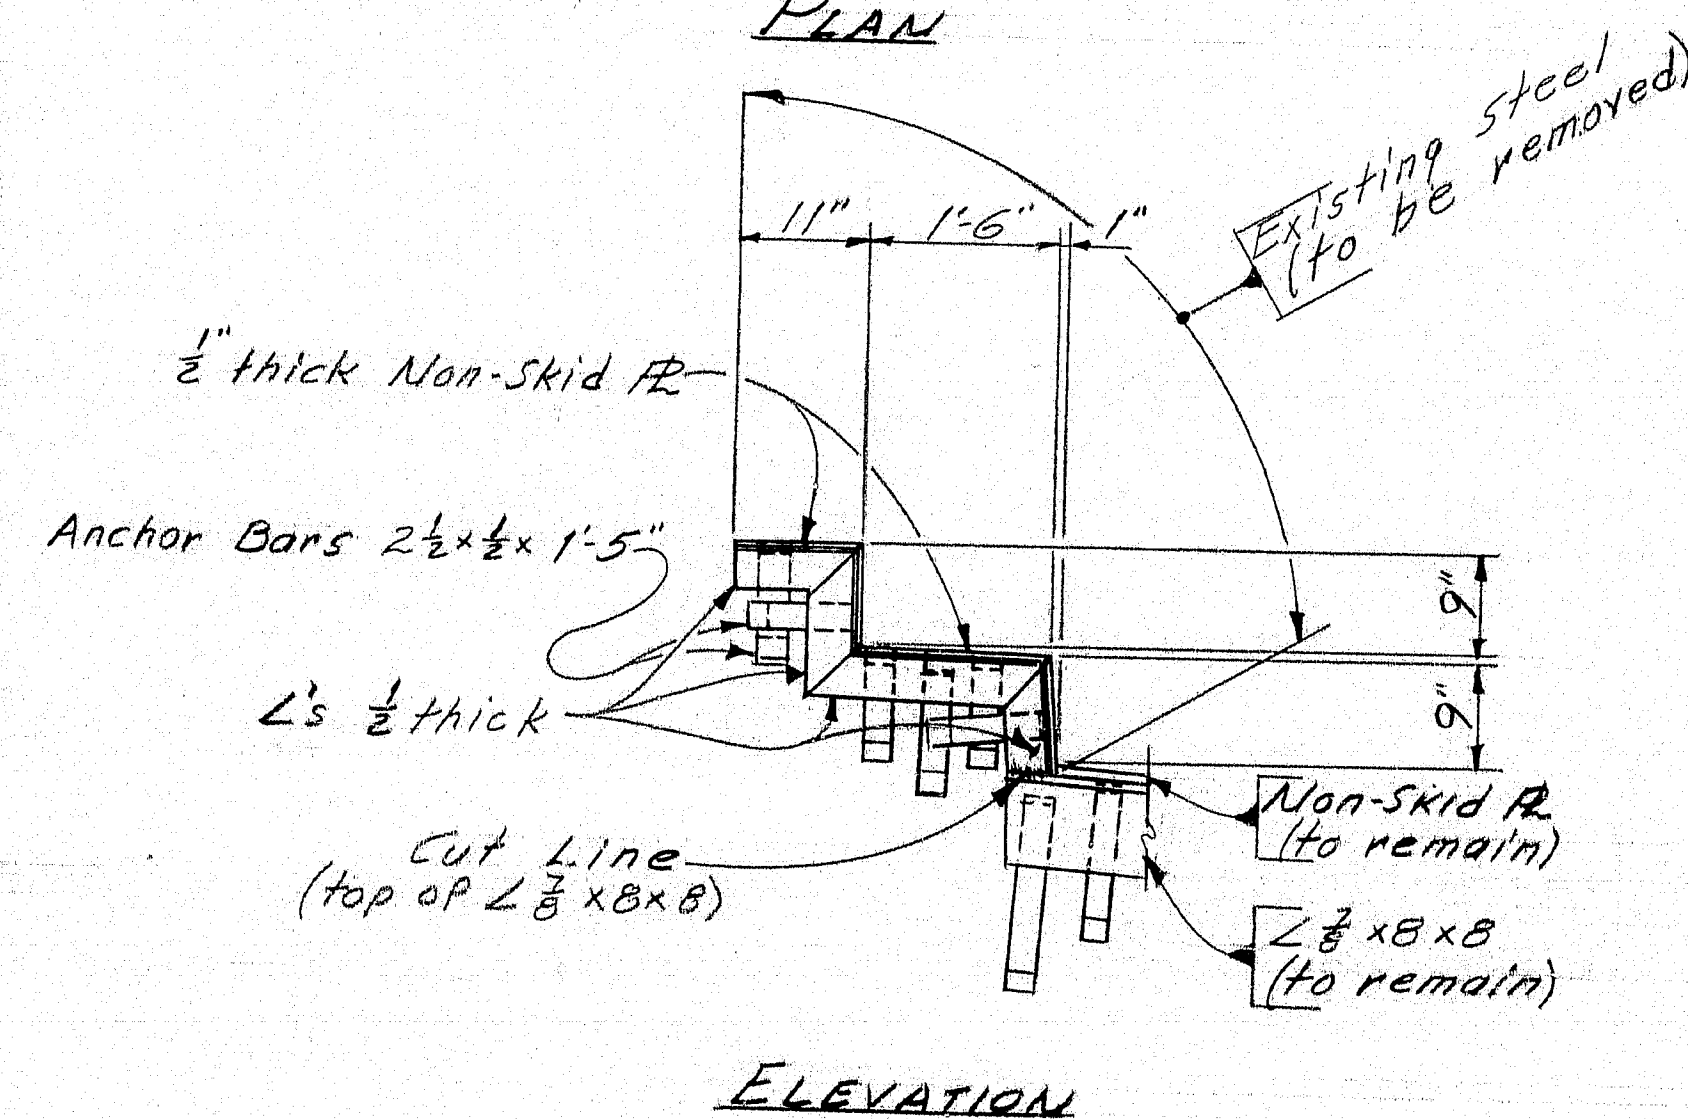 PLAN
Existing steel
(to be removed)
11" 1'-6" 1"
1/2" thick Non-Skid PL
Anchor Bars 2 1/2 x 1/2 x 1'-5"
9"
∠'s 1/2 thick
9"
Non-Skid PL
(to remain)
Cut Line
(top of ∠ 7/8 x 8 x 8)
∠ 7/8 x 8 x 8
(to remain)
ELEVATION